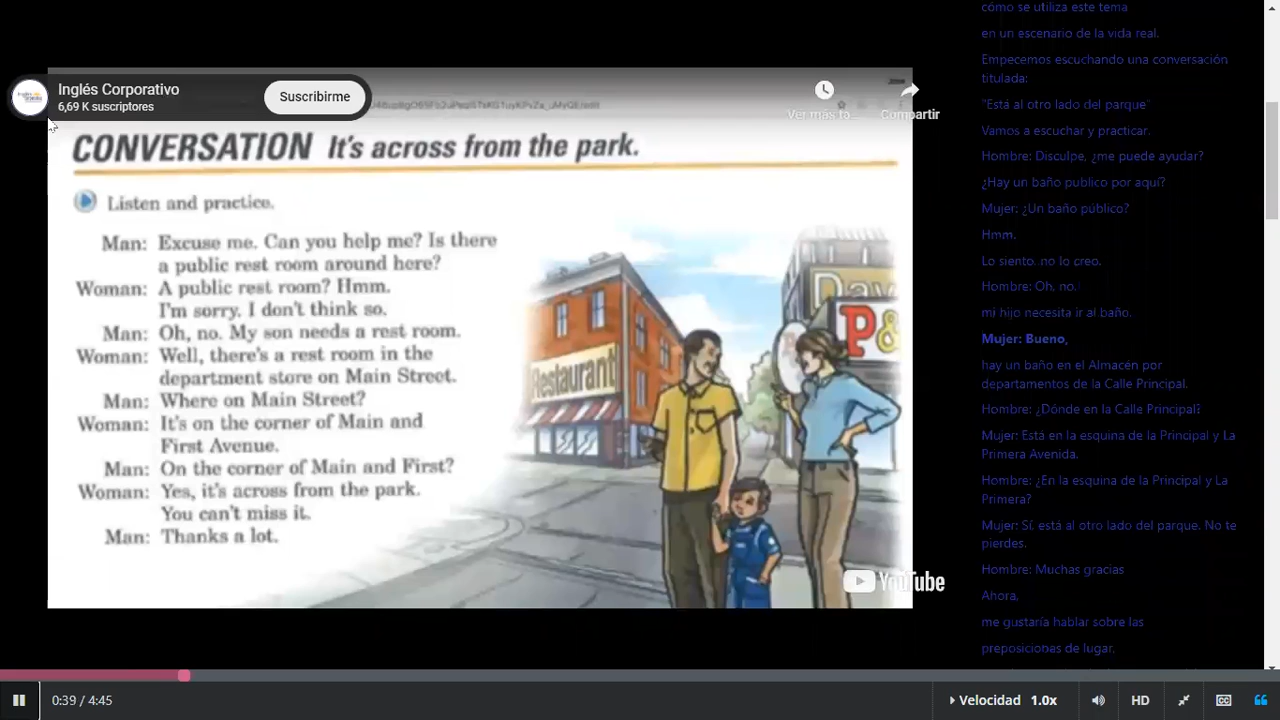 Inglés Corporativo
6,69 K suscriptores
Suscribirme
Ver más ta...
Compartir
CONVERSATION It's across from the park.
Listen and practice.
Man: Excuse me. Can you help me? Is there
a public rest room around here?
Woman: A public rest room? Hmm.
I'm sorry. I don't think so.
Man: Oh, no. My son needs a rest room.
Woman: Well, there's a rest room in the
department store on Main Street.
Man: Where on Main Street?
Woman: It's on the corner of Main and
First Avenue.
Man: On the corner of Main and First?
Woman: Yes, it's across from the park.
You can't miss it.
Man: Thanks a lot.
Restaurant
Dav
P&
YouTube
cómo se utiliza este tema
en un escenario de la vida real.
Empecemos escuchando una conversación
titulada:
"Está al otro lado del parque"
Vamos a escuchar y practicar.
Hombre: Disculpe, ¿me puede ayudar?
¿Hay un baño publico por aquí?
Mujer: ¿Un baño público?
Hmm.
Lo siento. no lo creo.
Hombre: Oh, no.
mi hijo necesita ir al baño.
Mujer: Bueno,
hay un baño en el Almacén por
departamentos de la Calle Principal.
Hombre: ¿Dónde en la Calle Principal?
Mujer: Está en la esquina de la Principal y La
Primera Avenida.
Hombre: ¿En la esquina de la Principal y La
Primera?
Mujer: Sí, está al otro lado del parque. No te
pierdes.
Hombre: Muchas gracias
Ahora,
me gustaría hablar sobre las
preposiciones de lugar,
0:39 / 4:45
Velocidad 1.0x
HD
CC